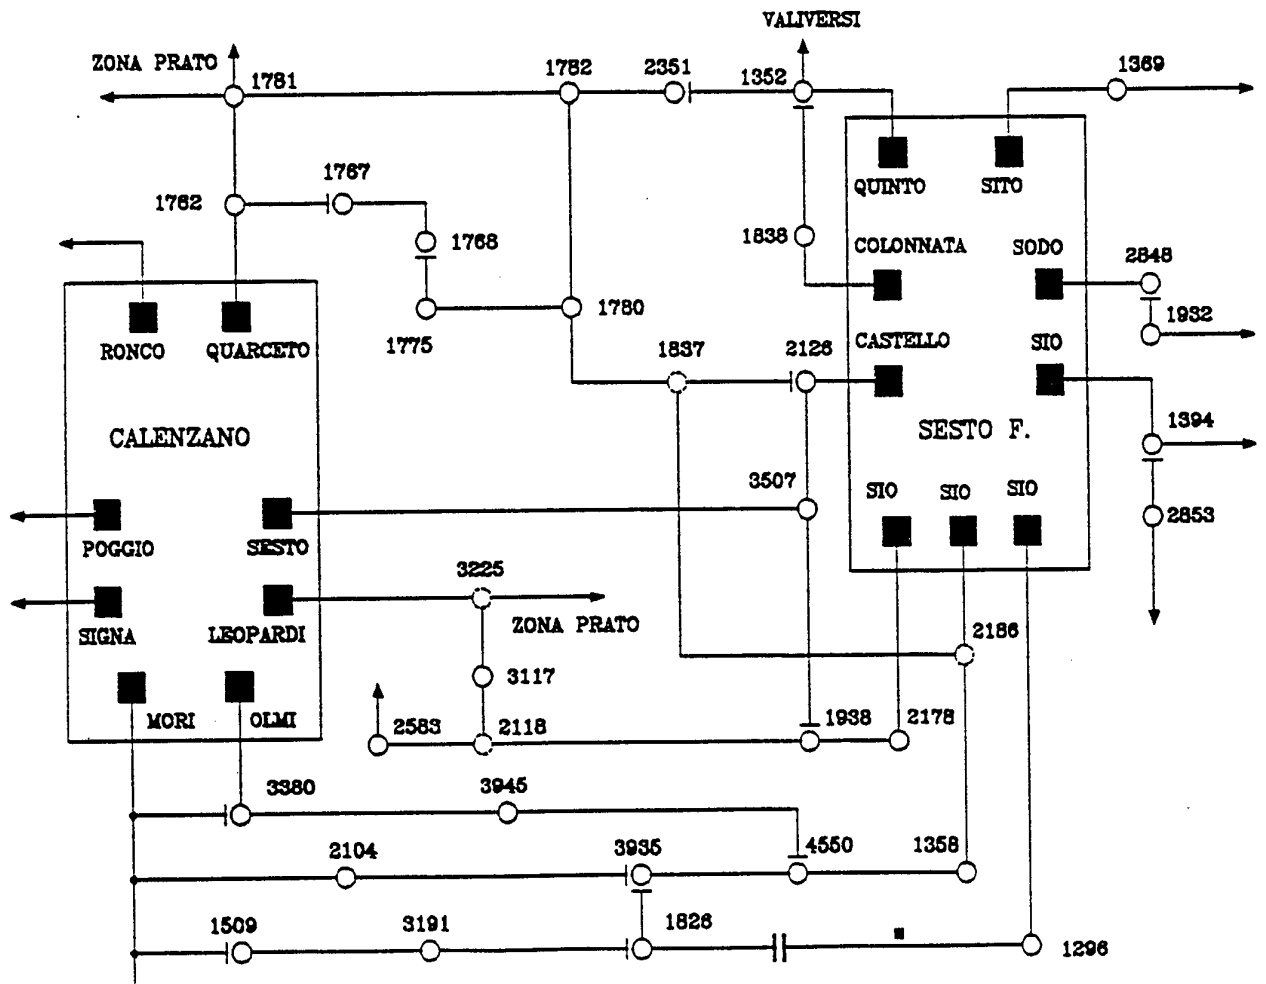 VALIVERSI
ZONA PRATO
1781
1782
2351
1352
1369
1767
1762
QUINTO
SITO
1768
1838
COLONNATA
SODO
2848
1780
1932
1775
RONCO
QUARCETO
1837
2126
CASTELLO
SIO
CALENZANO
SESTO F.
1394
3507
SIO
SIO
SIO
2853
POGGIO
SESTO
3225
SIGNA
LEOPARDI
ZONA PRATO
2186
3117
MORI
OLMI
2583
2118
1938
2178
3380
3945
2104
3935
4550
1358
1509
3191
1826
1296